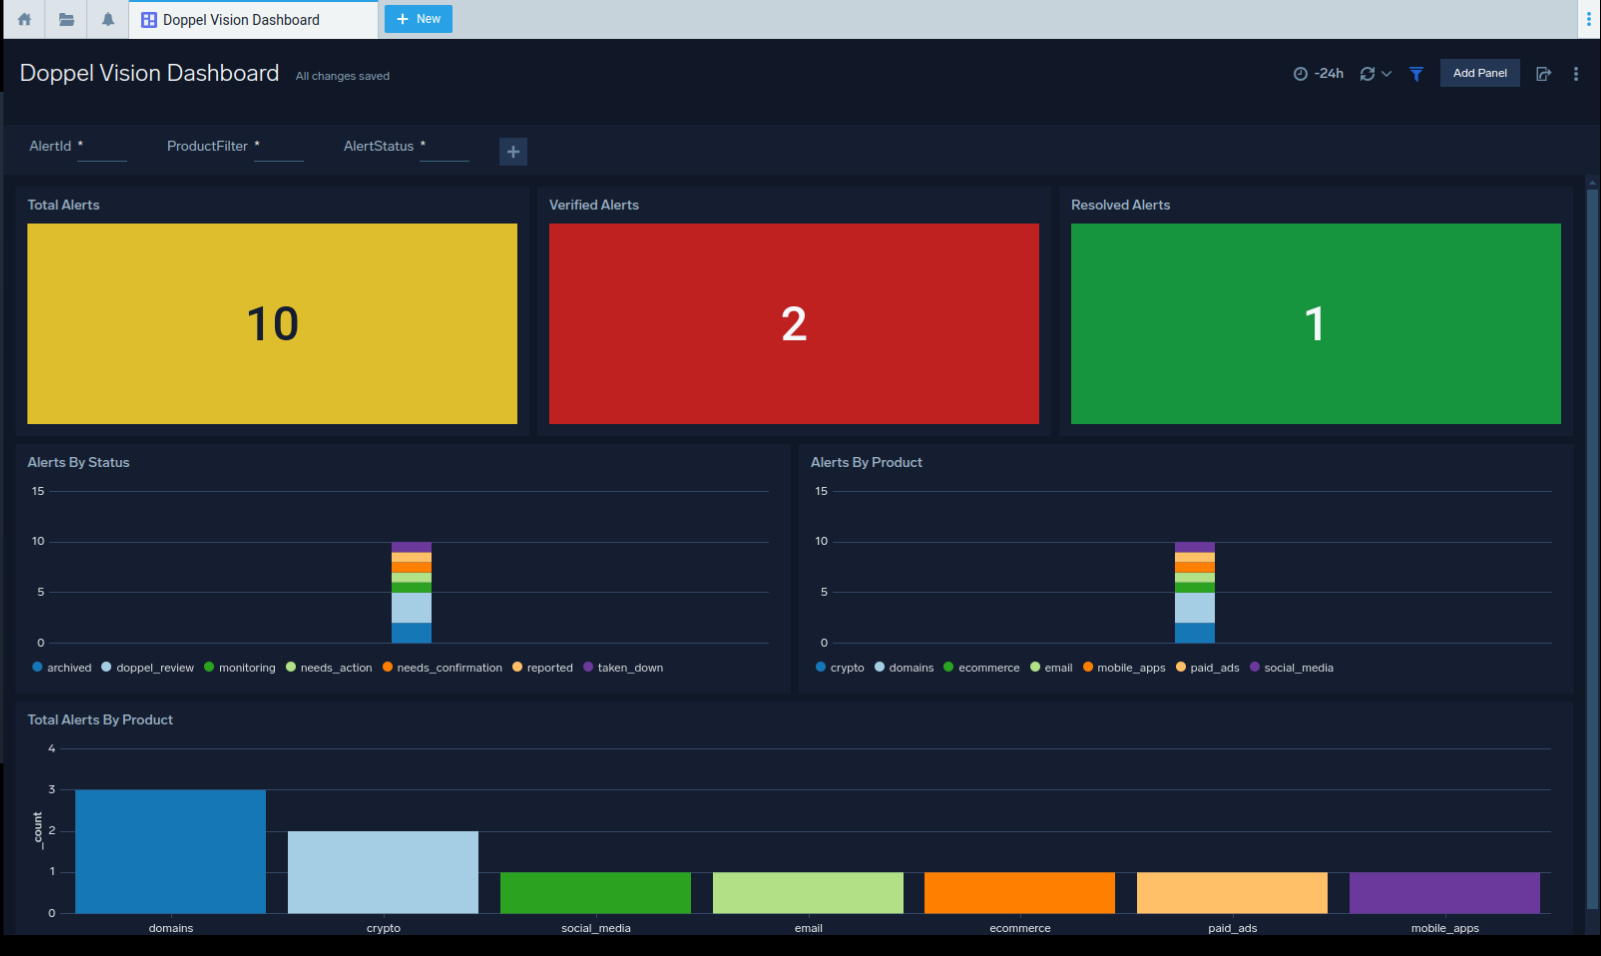 Doppel Vision Dashboard
+ New
Doppel Vision Dashboard All changes saved
-24h Add Panel
AlertId * ProductFilter * AlertStatus * +
Total Alerts
10
Verified Alerts
2
Resolved Alerts
1
Alerts By Status
15
10
5
0
archived doppel_review monitoring needs_action needs_confirmation reported taken_down
Alerts By Product
15
10
5
0
crypto domains ecommerce email mobile_apps paid_ads social_media
Total Alerts By Product
4
3
2
1
0
_count
domains crypto social_media email ecommerce paid_ads mobile_apps